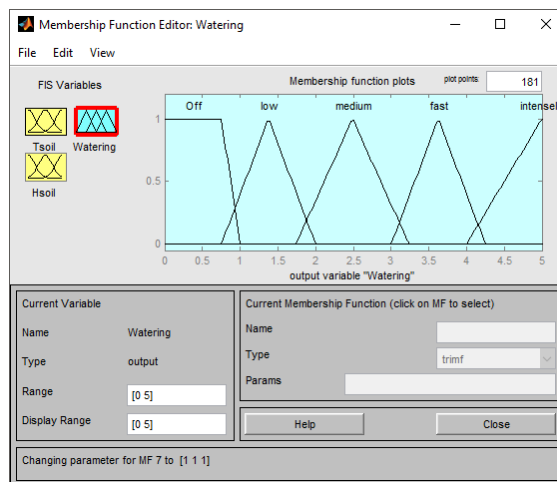 Membership Function Editor: Watering
File Edit View
FIS Variables
Tsoil Watering
Hsoil
Membership function plots plot points: 181
Off low medium fast intensel
1
0.5
0
0 0.5 1 1.5 2 2.5 3 3.5 4 4.5 5
output variable "Watering"
Current Variable
Name Watering
Type output
Range [0 5]
Display Range [0 5]
Current Membership Function (click on MF to select)
Name
Type trimf
Params
Help Close
Changing parameter for MF 7 to [1 1 1]